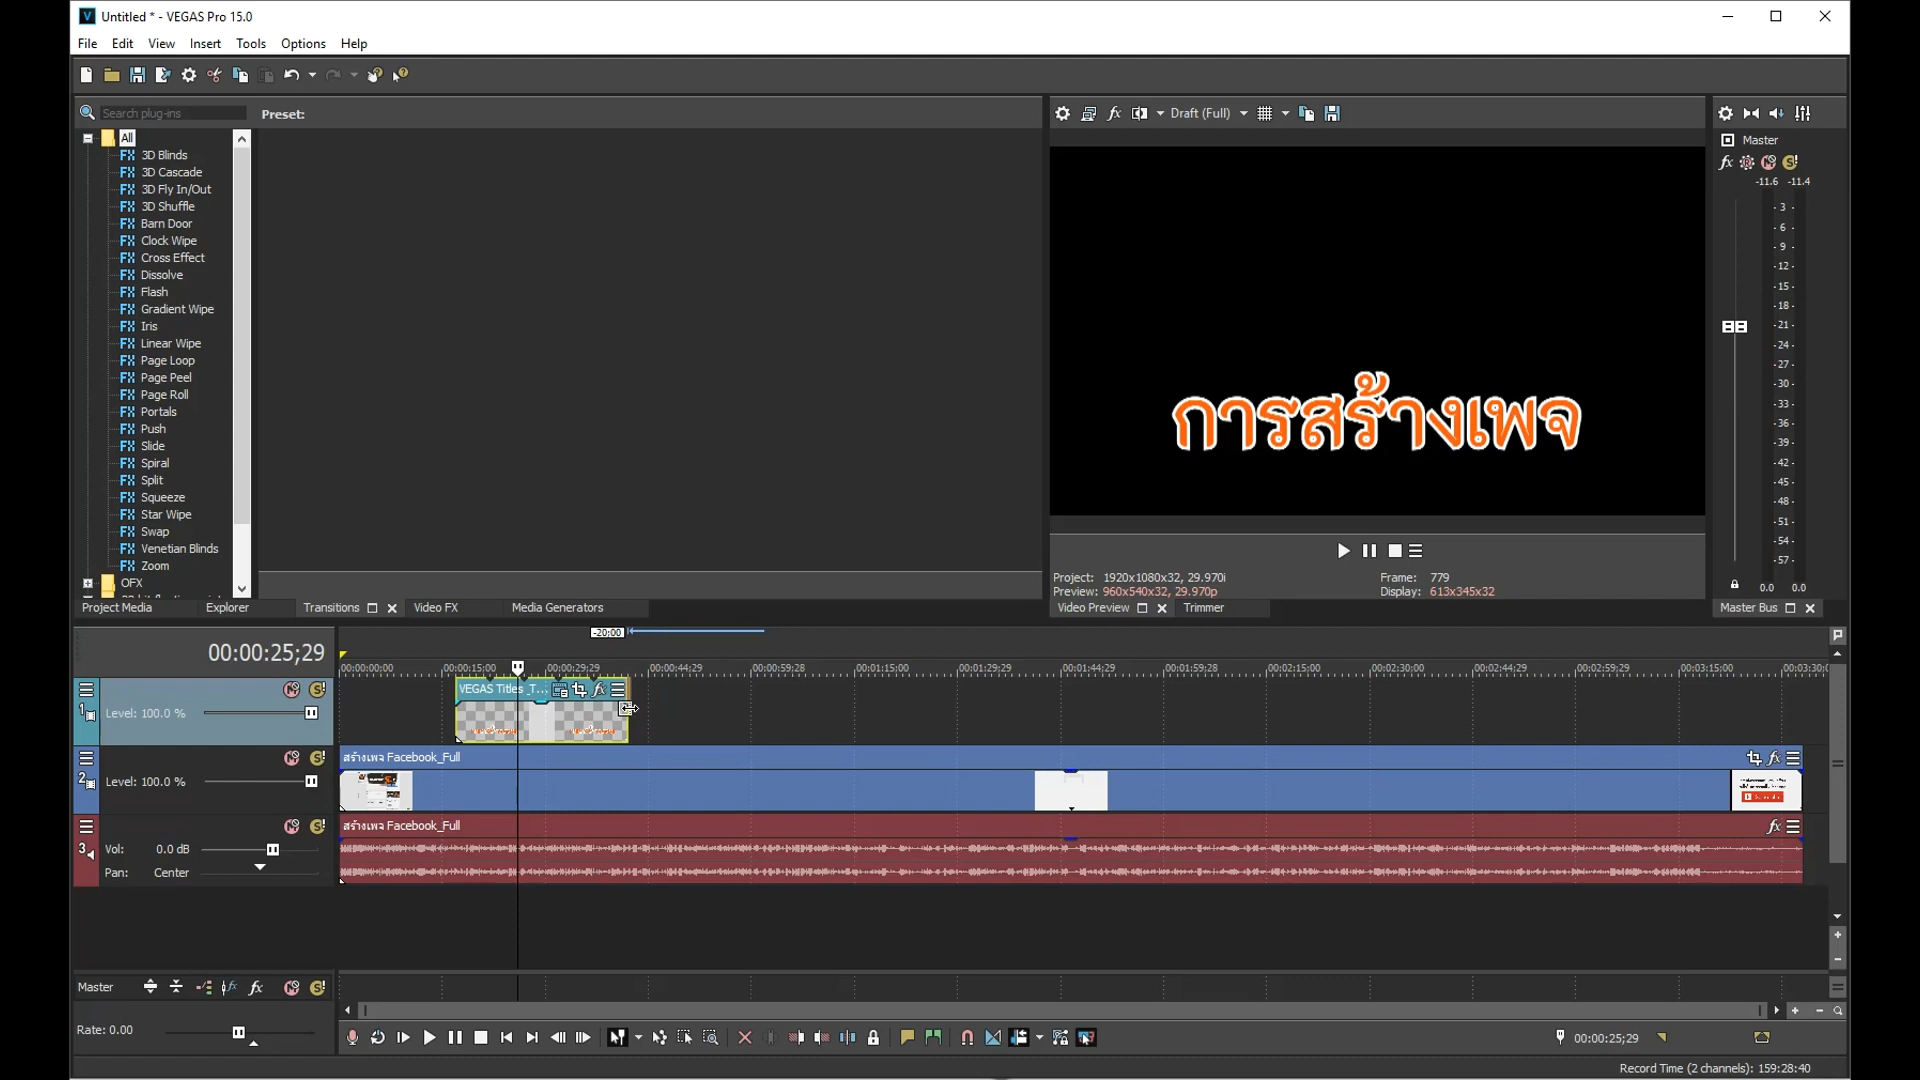 Untitled * - VEGAS Pro 15.0
File Edit View Insert Tools Options Help
Search plug-ins
Preset:
All
3D Blinds
3D Cascade
3D Fly In/Out
3D Shuffle
Barn Door
Clock Wipe
Cross Effect
Dissolve
Flash
Gradient Wipe
Iris
Linear Wipe
Page Loop
Page Peel
Page Roll
Portals
Push
Slide
Spiral
Split
Squeeze
Star Wipe
Swap
Venetian Blinds
Zoom
OFX
Project Media Explorer Transitions Video FX Media Generators
Draft (Full)
การสร้างเพจ
Project: 1920x1080x32, 29.970i
Preview: 960x540x32, 29.970p
Frame: 779
Display: 613x345x32
Video Preview Trimmer
Master
-11.6 -11.4
- 3 -
- 6 -
- 9 -
- 12 -
- 15 -
- 18 -
- 21 -
- 24 -
- 27 -
- 30 -
- 33 -
- 36 -
- 39 -
- 42 -
- 45 -
- 48 -
- 51 -
- 54 -
- 57 -
0.0 0.0
Master Bus
00:00:25;29
-20:00
00:00:00;00 00:00:15;00 00:00:29;29 00:00:44;29 00:00:59;28 00:01:15;00 00:01:29;29 00:01:44;29 00:01:59;28 00:02:15;00 00:02:30;00 00:02:44;29 00:02:59;29 00:03:15;00 00:03:30;0
1 Level: 100.0 %
VEGAS Titles _T...
2 Level: 100.0 %
สร้างเพจ Facebook_Full
3 Vol: 0.0 dB
Pan: Center
สร้างเพจ Facebook_Full
Master
Rate: 0.00
00:00:25;29
Record Time (2 channels): 159:28:40